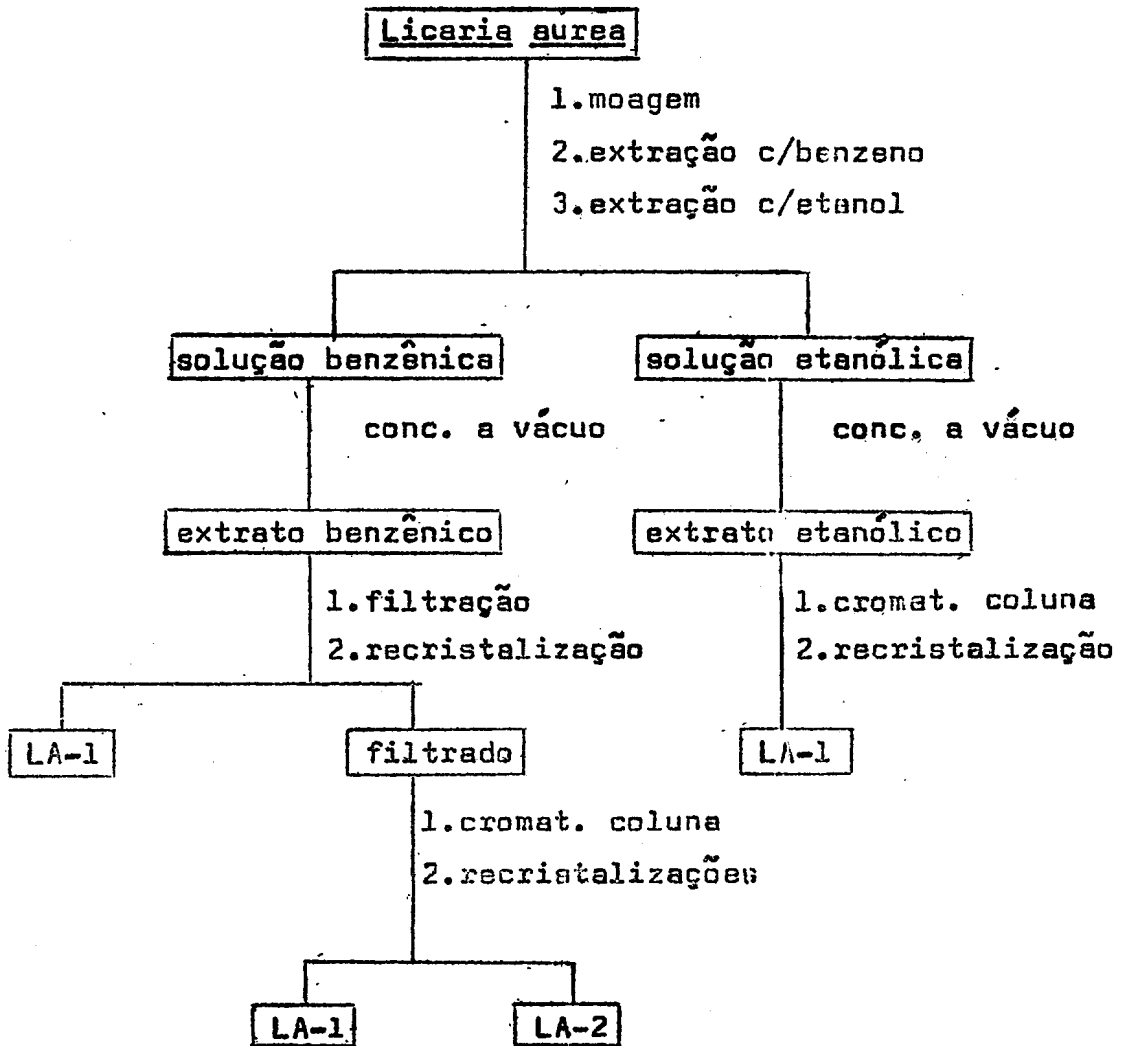 Licaria aurea
1.moagem
2.extração c/benzeno
3.extração c/etanol
solução benzênica
solução etanólica
conc. a vácuo
conc. a vácuo
extrato benzênico
extrato etanólico
1.filtração
2.recristalização
1.cromat. coluna
2.recristalização
LA-1
filtrado
LA-1
1.cromat. coluna
2.recristalizações
LA-1
LA-2